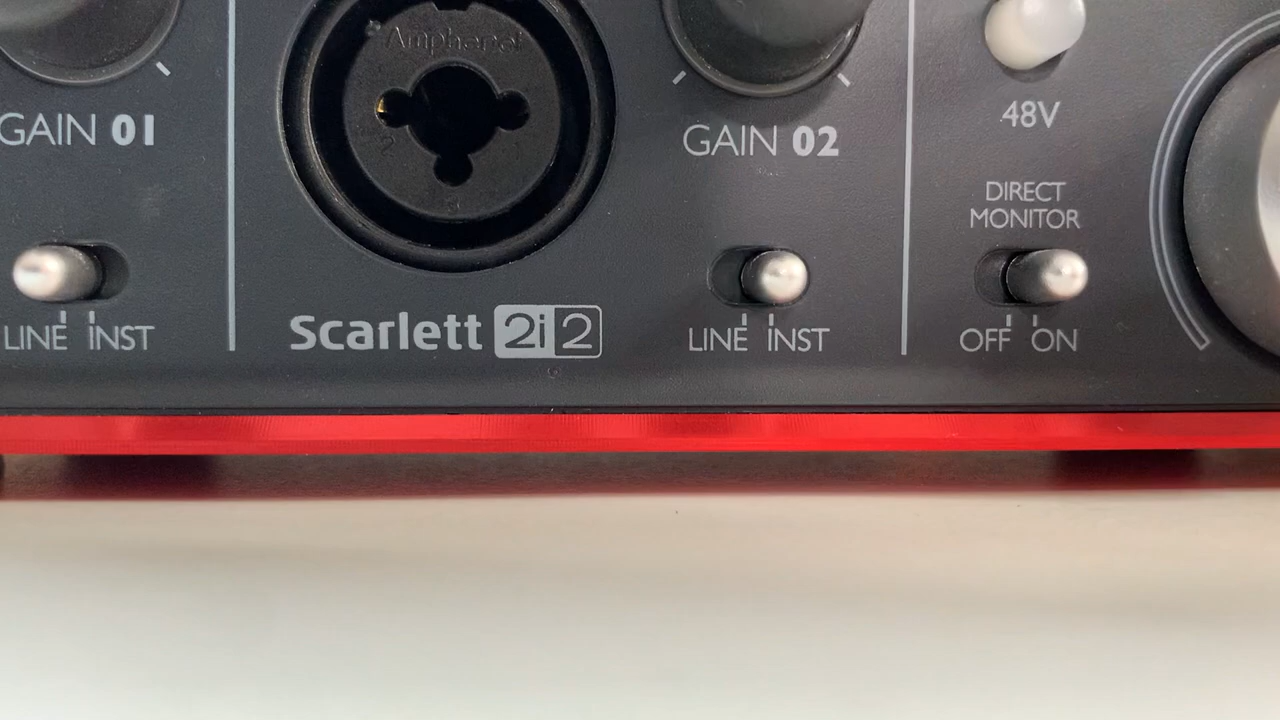 Amphenol
GAIN 01
GAIN 02
48V
DIRECT
MONITOR
LINE INST
Scarlett 2i2
LINE INST
OFF ON